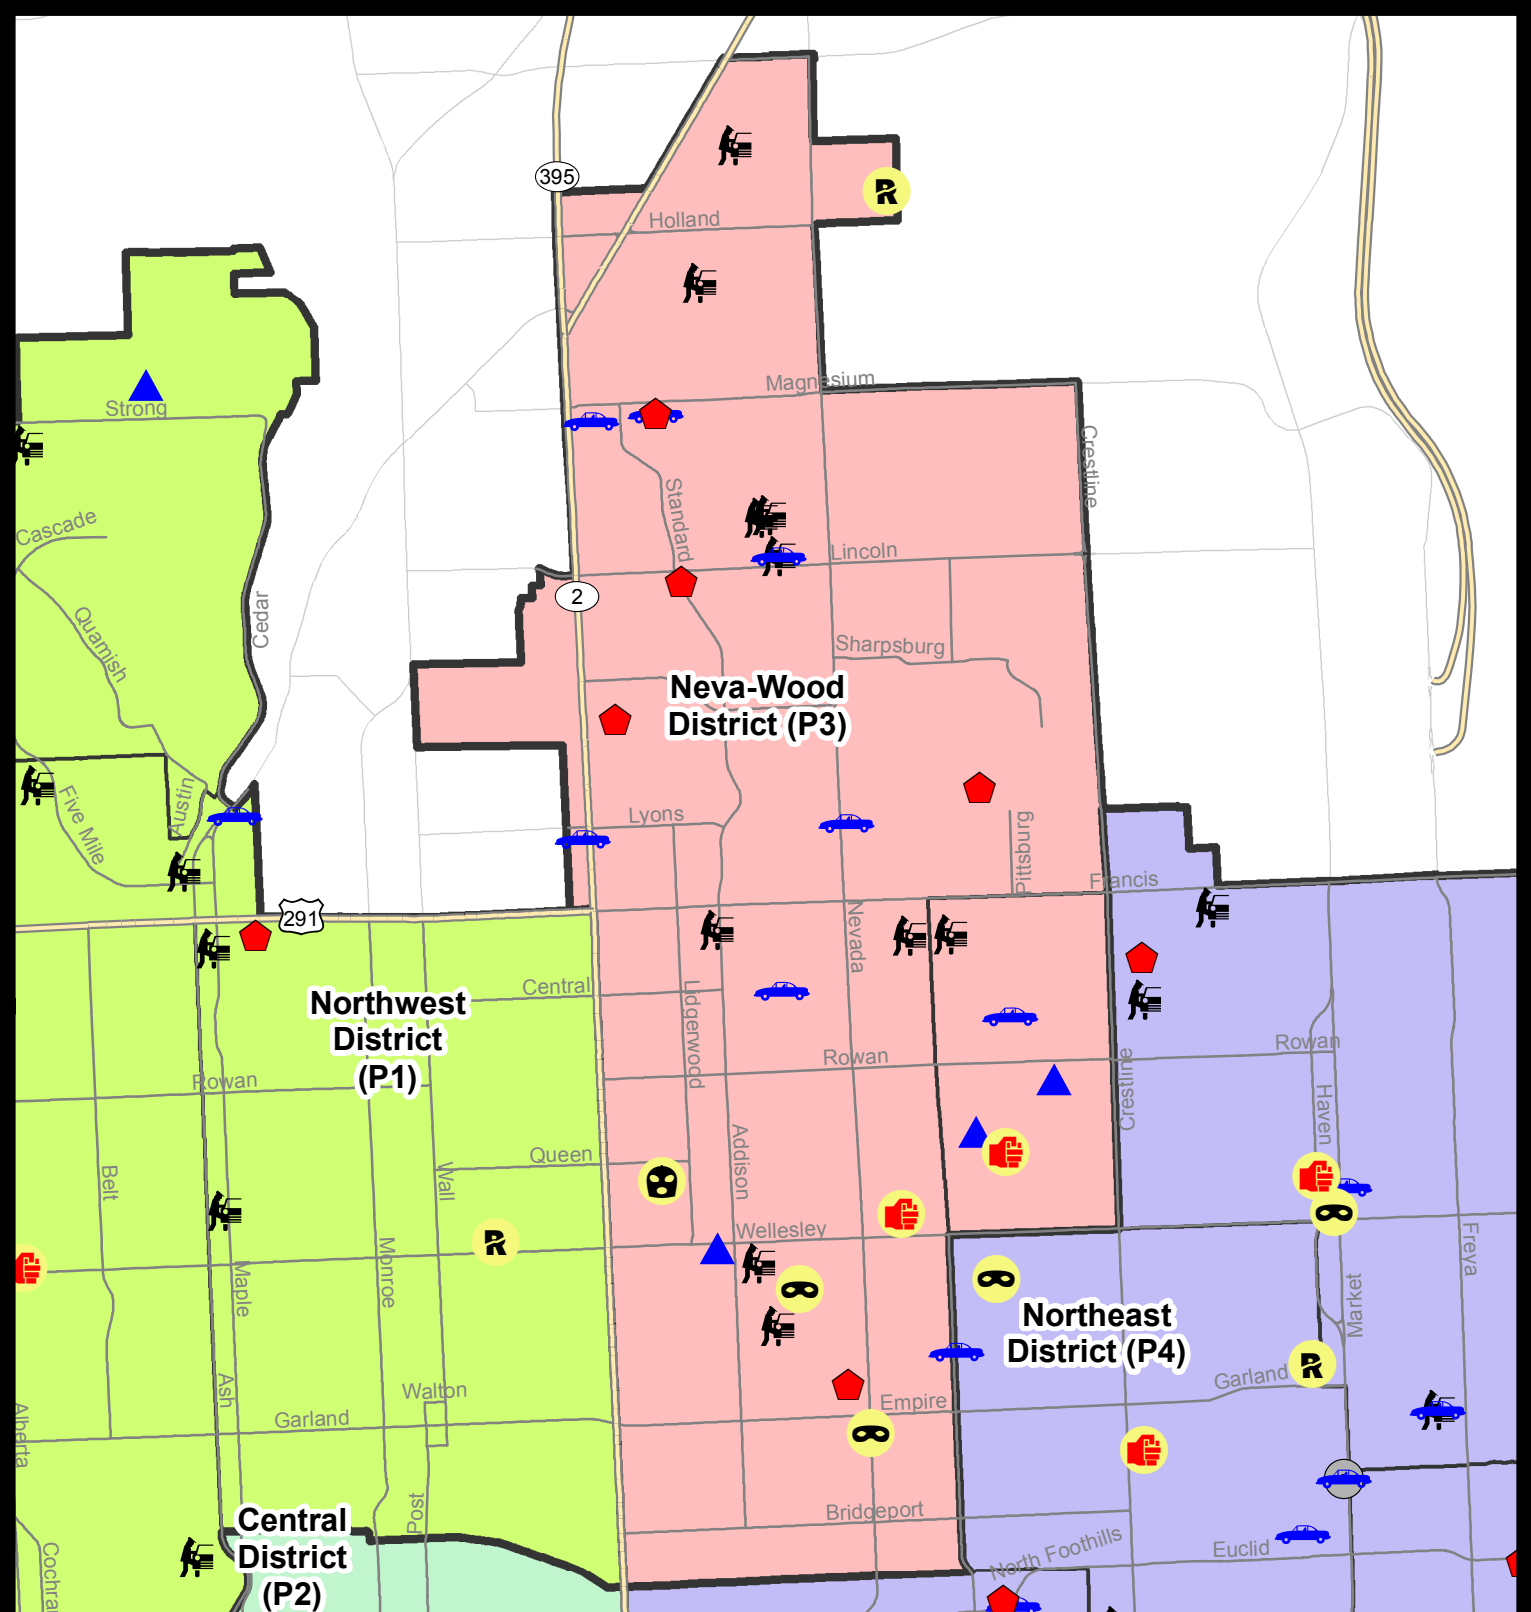 395
Holland
R
Magnesium
Strong
Crestline
Standard
Cascade
Lincoln
2
Quamish
Cedar
Sharpsburg
Neva-Wood
District (P3)
Five Mile
Austin
Lyons
Pittsburg
Francis
291
Nevada
Central
Lidgerwood
Northwest
District
(P1)
Rowan
Rowan
Rowan
Crestline
Haven
Addison
Queen
Belt
Wall
Wellesley
R
Monroe
Maple
Freya
Market
Northeast
District (P4)
R
Garland
Walton
Ash
Empire
Garland
Alberta
Post
Bridgeport
Central
District
(P2)
North Foothills
Euclid
Cochra